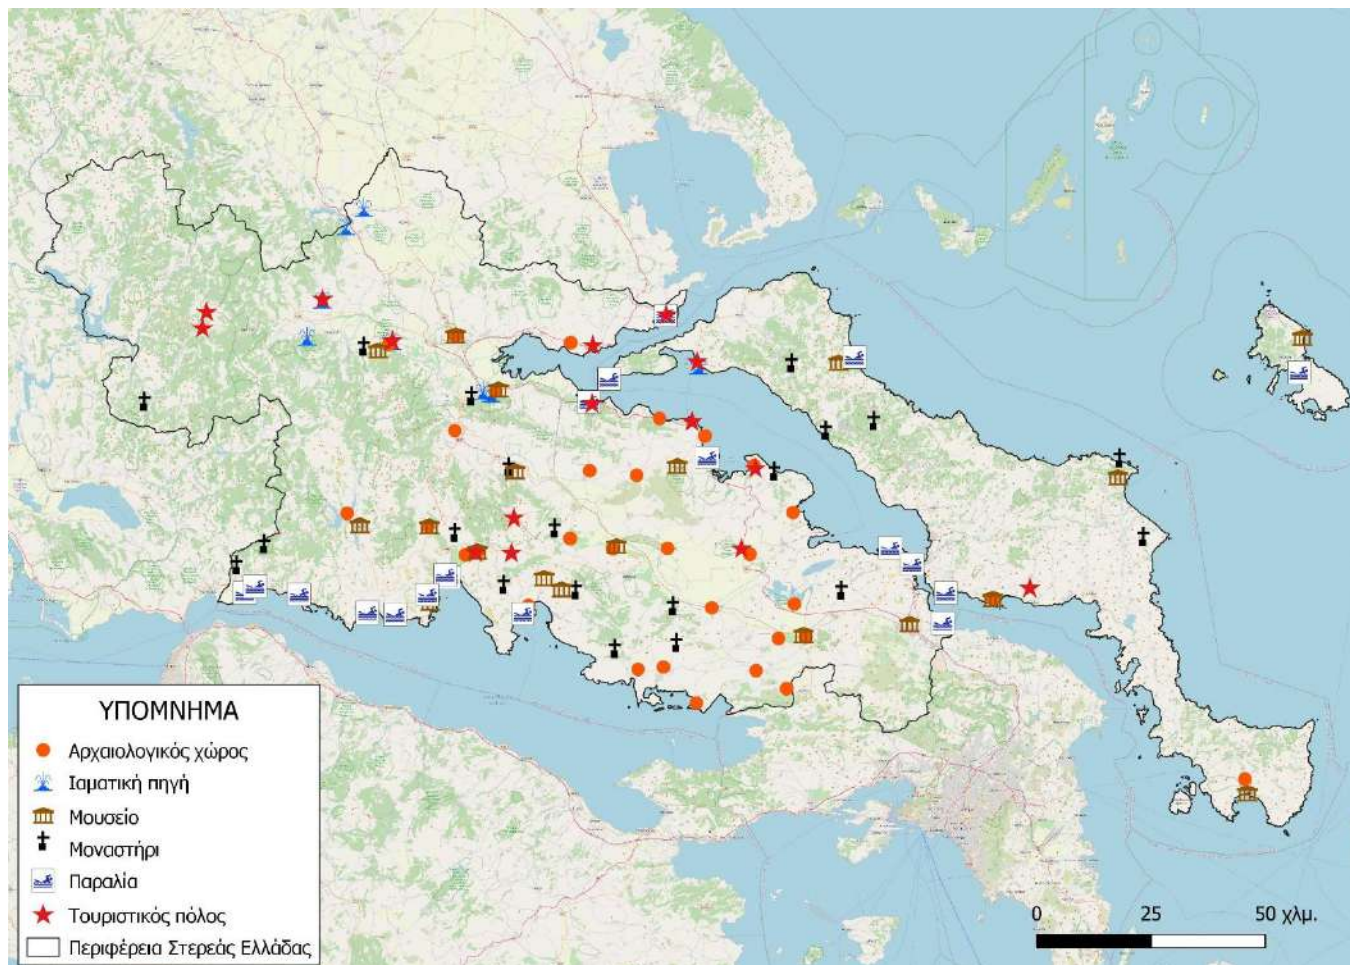 ΥΠΟΜΝΗΜΑ
Αρχαιολογικός χώρος
Ιαματική πηγή
Μουσείο
Μοναστήρι
Παραλία
Τουριστικός πόλος
Περιφέρεια Στερεάς Ελλάδας
0 25 50 χλμ.